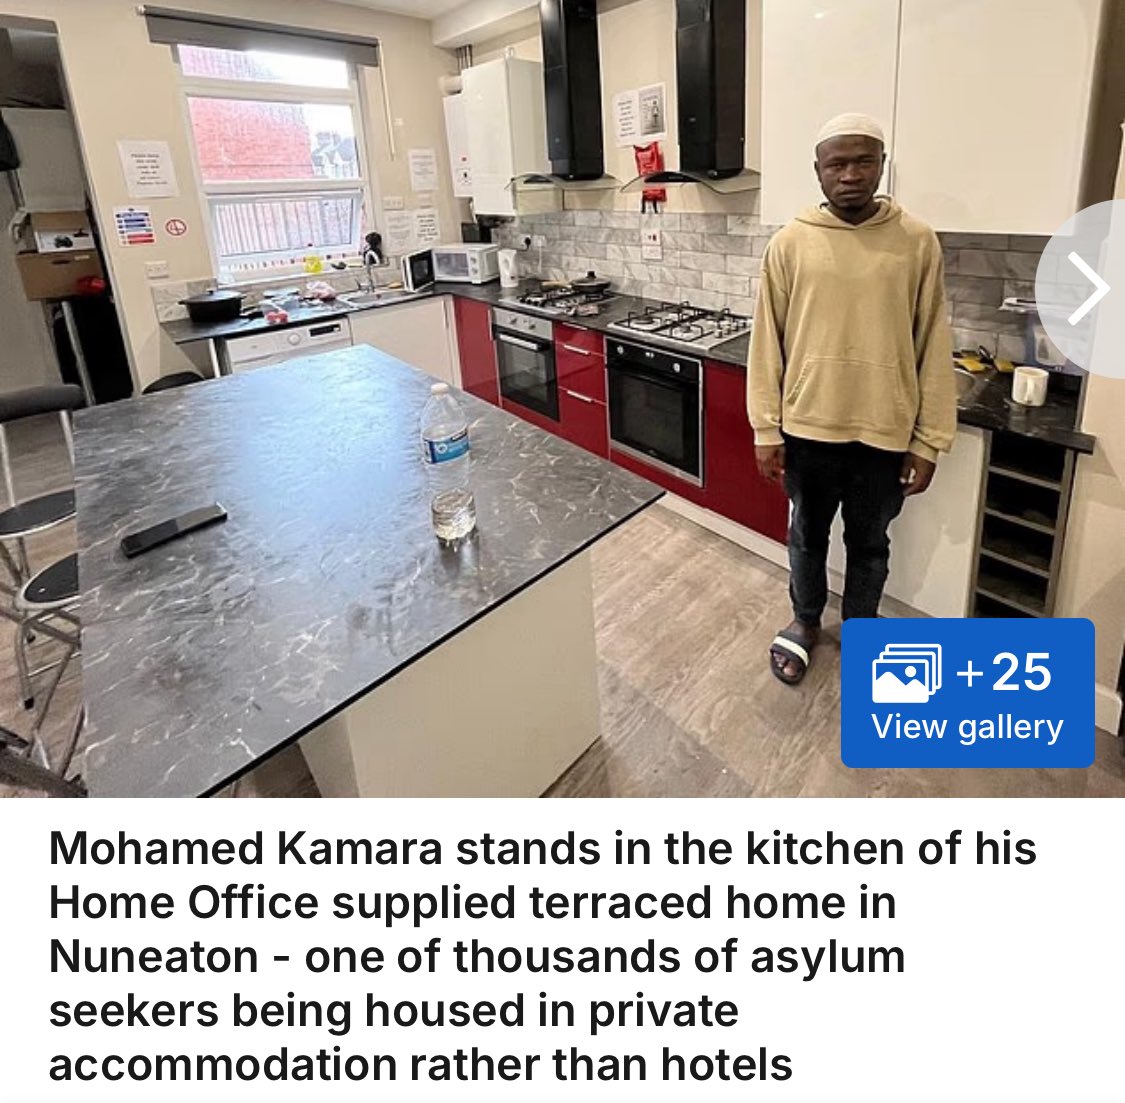 +25
View gallery
Mohamed Kamara stands in the kitchen of his
Home Office supplied terraced home in
Nuneaton - one of thousands of asylum
seekers being housed in private
accommodation rather than hotels